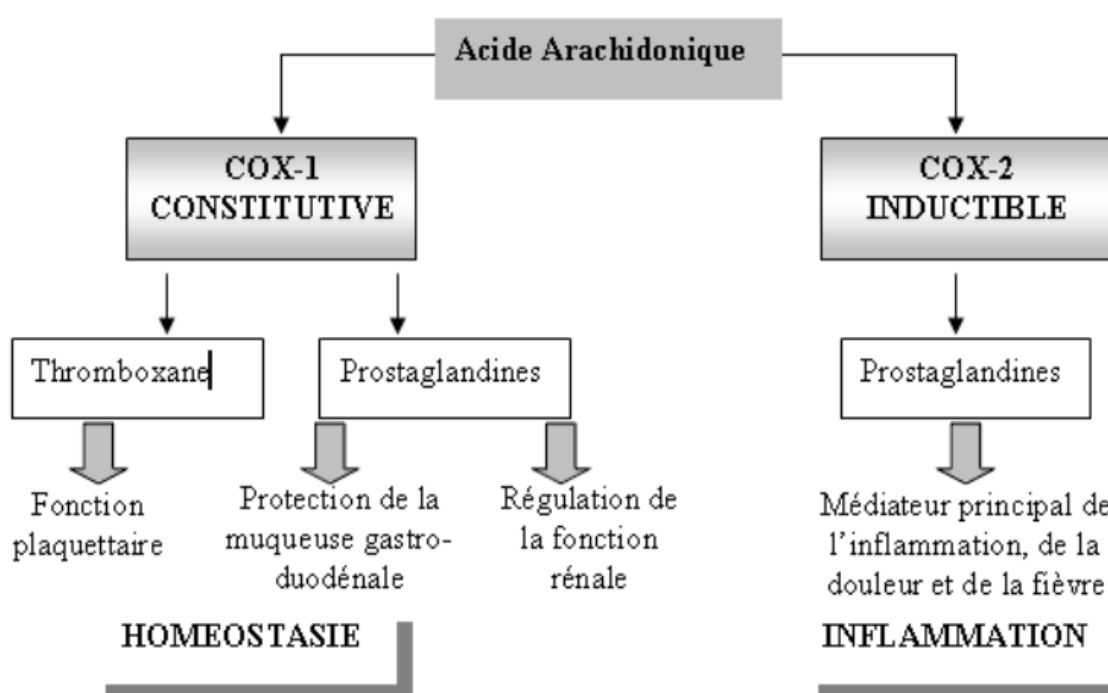 Acide Arachidonique
COX-1
CONSTITUTIVE
COX-2
INDUCTIBLE
Thromboxane
Prostaglandines
Prostaglandines
Fonction
plaquettaire
Protection de la
muqueuse gastro-
duodénale
Régulation de
la fonction
rénale
Médiateur principal de
l'inflammation, de la
douleur et de la fièvre
HOMEOSTASIE
INFLAMMATION